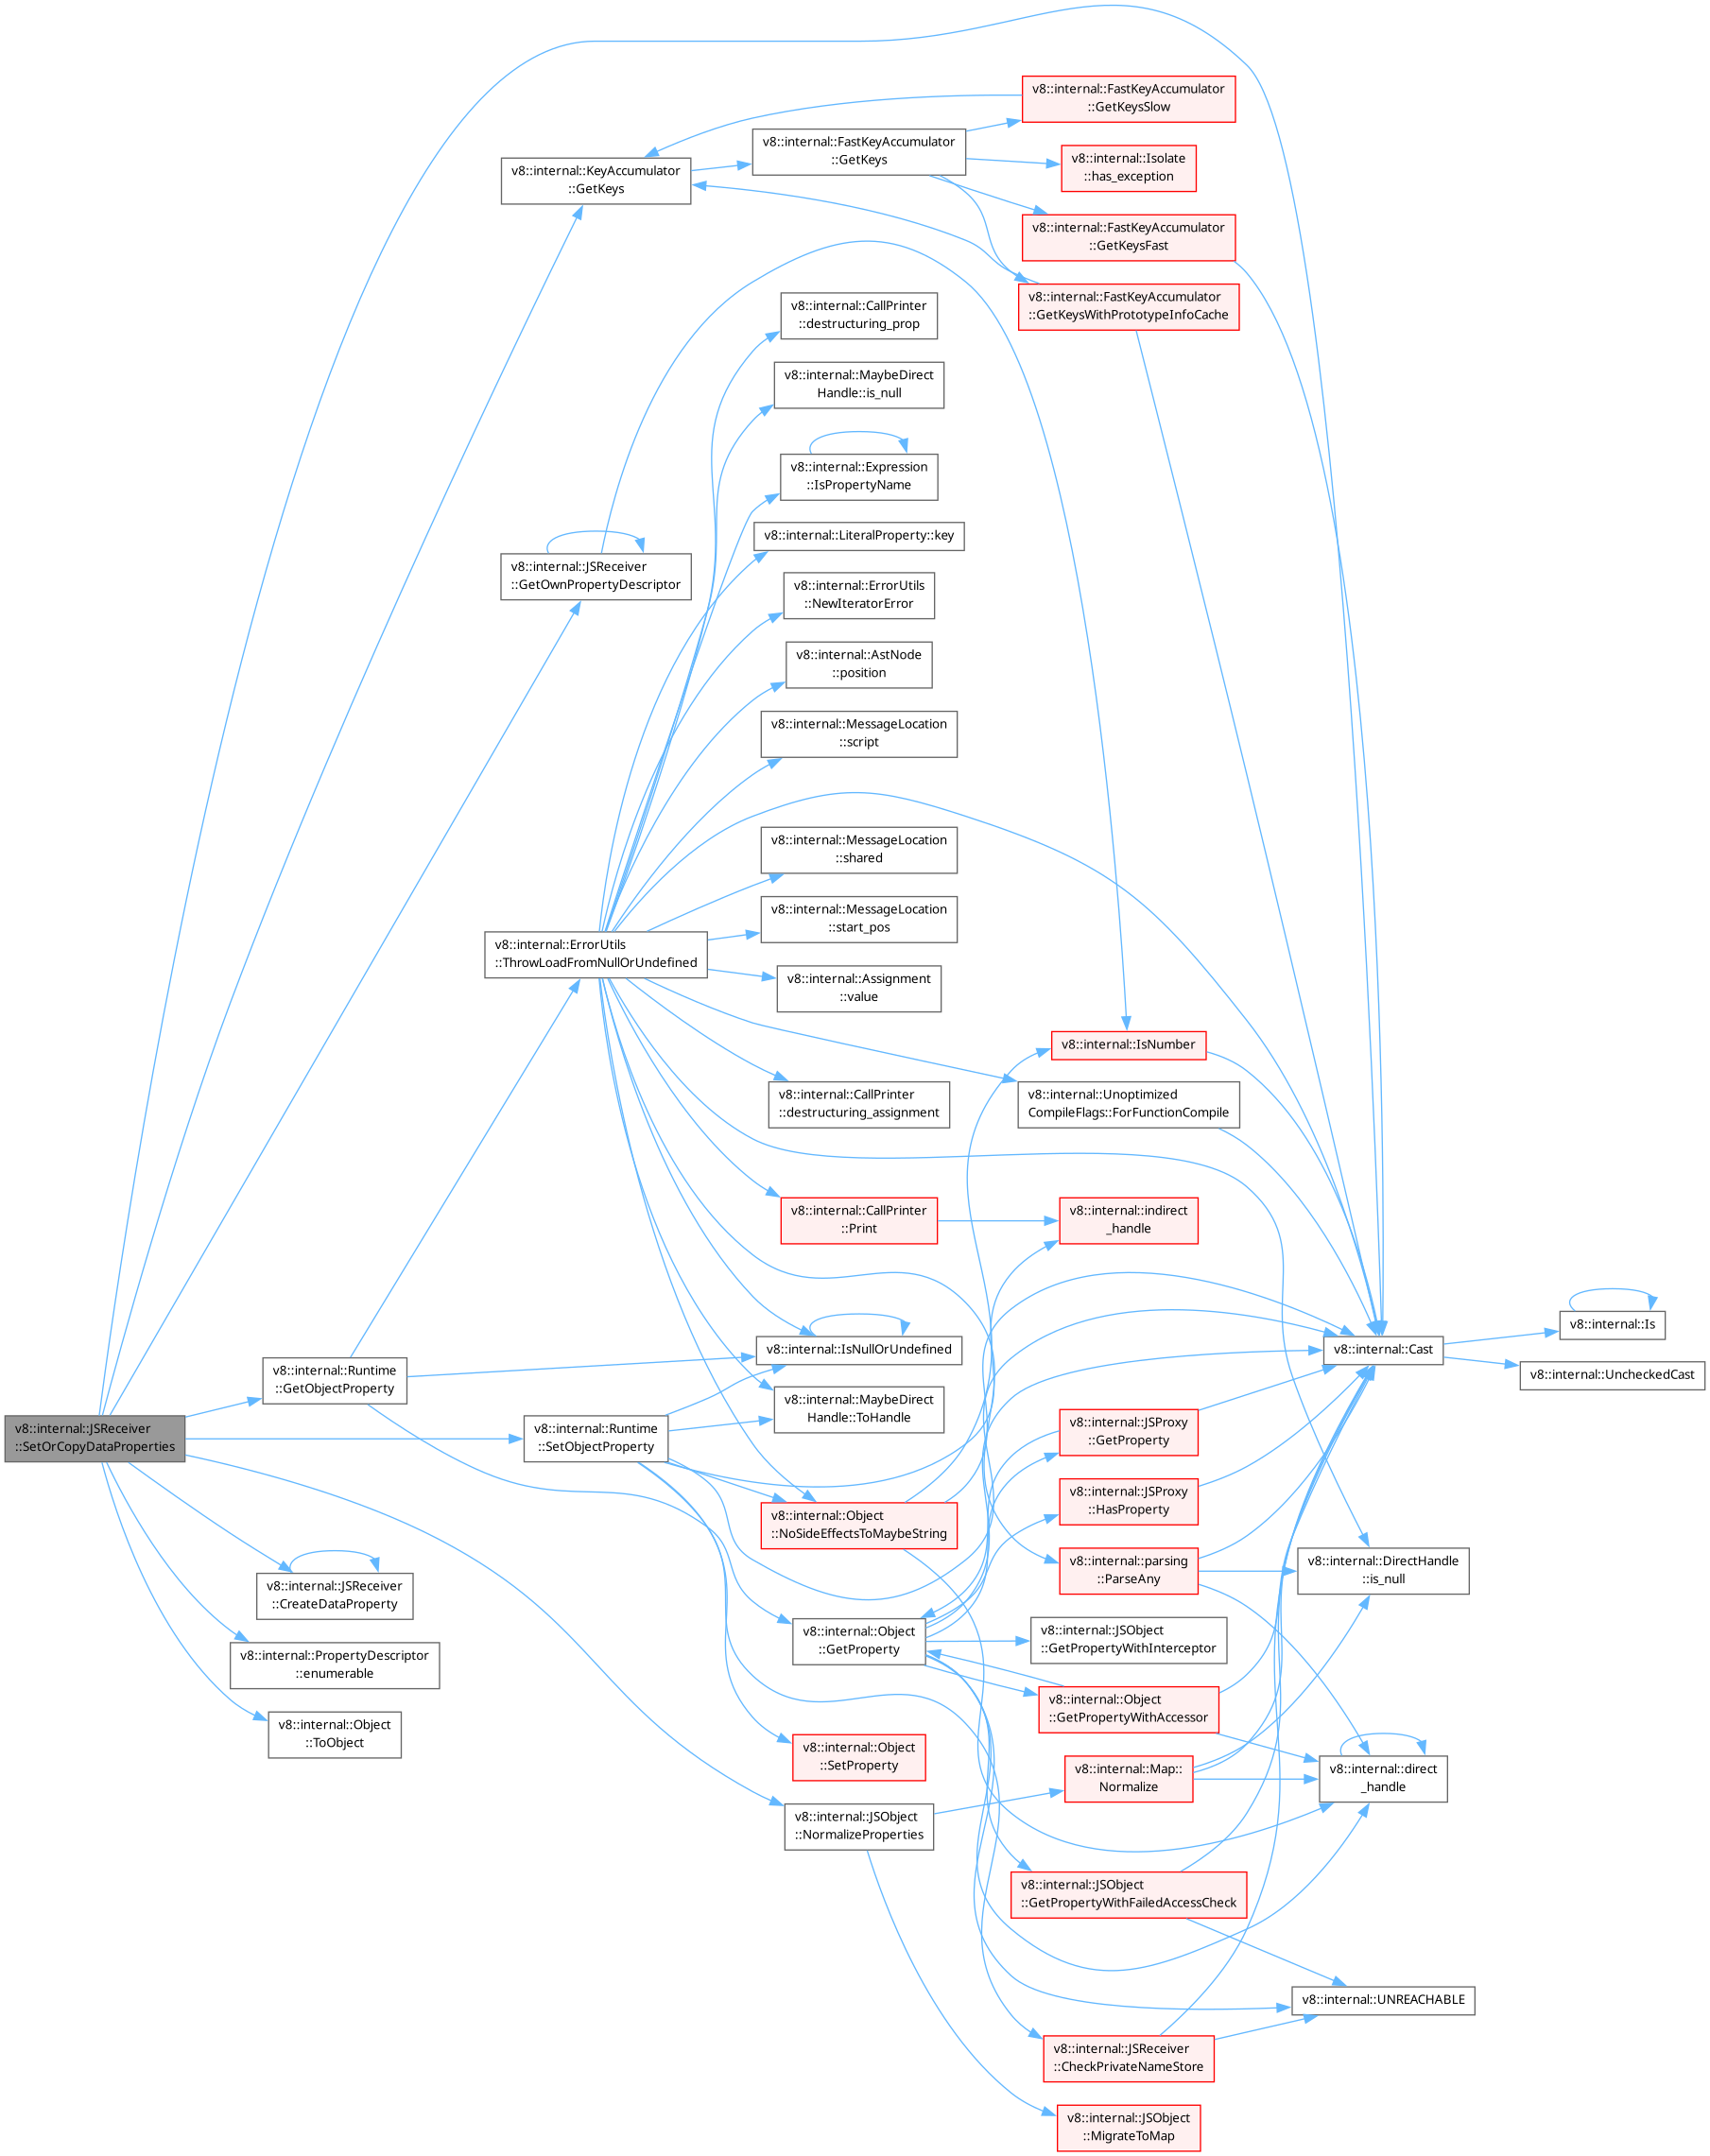 v8::internal::FastKeyAccumulator
::GetKeysSlow
v8::internal::FastKeyAccumulator
::GetKeys
v8::internal::Isolate
::has_exception
v8::internal::KeyAccumulator
::GetKeys
v8::internal::FastKeyAccumulator
::GetKeysFast
v8::internal::FastKeyAccumulator
::GetKeysWithPrototypeInfoCache
v8::internal::CallPrinter
::destructuring_prop
v8::internal::MaybeDirect
Handle::is_null
v8::internal::Expression
::IsPropertyName
v8::internal::LiteralProperty::key
v8::internal::JSReceiver
::GetOwnPropertyDescriptor
v8::internal::ErrorUtils
::NewIteratorError
v8::internal::AstNode
::position
v8::internal::MessageLocation
::script
v8::internal::MessageLocation
::shared
v8::internal::MessageLocation
::start_pos
v8::internal::ErrorUtils
::ThrowLoadFromNullOrUndefined
v8::internal::Assignment
::value
v8::internal::IsNumber
v8::internal::CallPrinter
::destructuring_assignment
v8::internal::Unoptimized
CompileFlags::ForFunctionCompile
v8::internal::CallPrinter
::Print
v8::internal::indirect
_handle
v8::internal::Is
v8::internal::IsNullOrUndefined
v8::internal::Cast
v8::internal::UncheckedCast
v8::internal::Runtime
::GetObjectProperty
v8::internal::MaybeDirect
Handle::ToHandle
v8::internal::JSReceiver
::SetOrCopyDataProperties
v8::internal::Runtime
::SetObjectProperty
v8::internal::JSProxy
::GetProperty
v8::internal::Object
::NoSideEffectsToMaybeString
v8::internal::JSProxy
::HasProperty
v8::internal::parsing
::ParseAny
v8::internal::DirectHandle
::is_null
v8::internal::JSReceiver
::CreateDataProperty
v8::internal::Object
::GetProperty
v8::internal::JSObject
::GetPropertyWithInterceptor
v8::internal::PropertyDescriptor
::enumerable
v8::internal::Object
::GetPropertyWithAccessor
v8::internal::Object
::ToObject
v8::internal::Object
::SetProperty
v8::internal::Map::
Normalize
v8::internal::direct
_handle
v8::internal::JSObject
::NormalizeProperties
v8::internal::JSObject
::GetPropertyWithFailedAccessCheck
v8::internal::UNREACHABLE
v8::internal::JSReceiver
::CheckPrivateNameStore
v8::internal::JSObject
::MigrateToMap